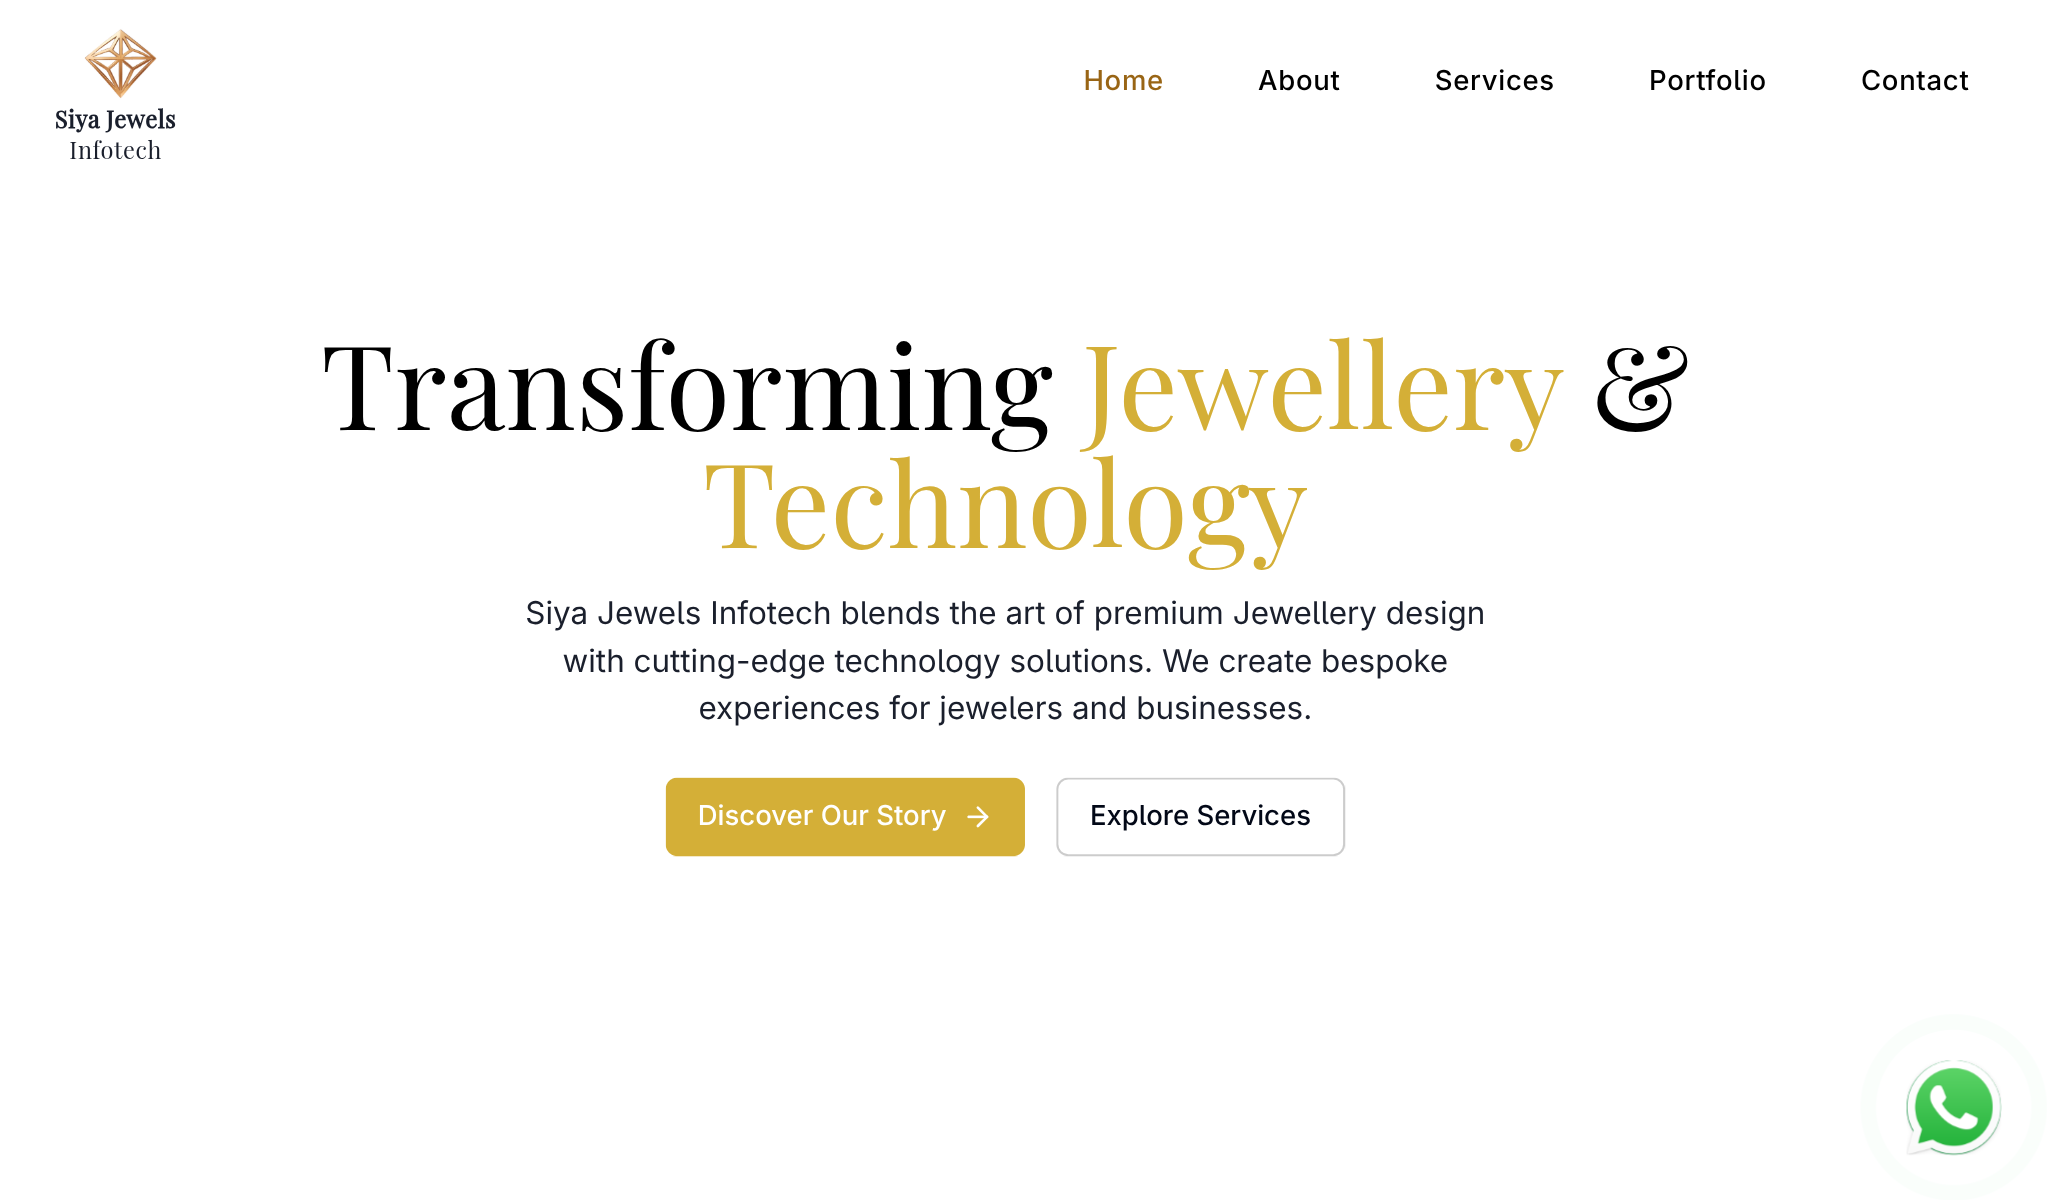 Siya Jewels
Infotech
Home
About
Services
Portfolio
Contact
Transforming Jewellery &
Technology
Siya Jewels Infotech blends the art of premium Jewellery design
with cutting-edge technology solutions. We create bespoke
experiences for jewelers and businesses.
Discover Our Story →
Explore Services